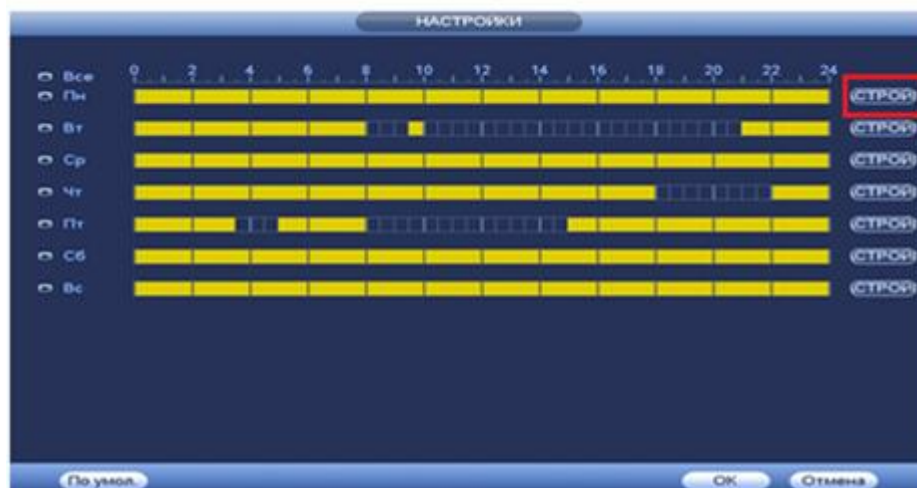 НАСТРОЙКИ
0 2 4 6 8 10 12 14 16 18 20 22 24
Все
Пн СТРОЙ
Вт СТРОЙ
Ср СТРОЙ
Чт СТРОЙ
Пт СТРОЙ
Сб СТРОЙ
Вс СТРОЙ
По умол. OK Отмена